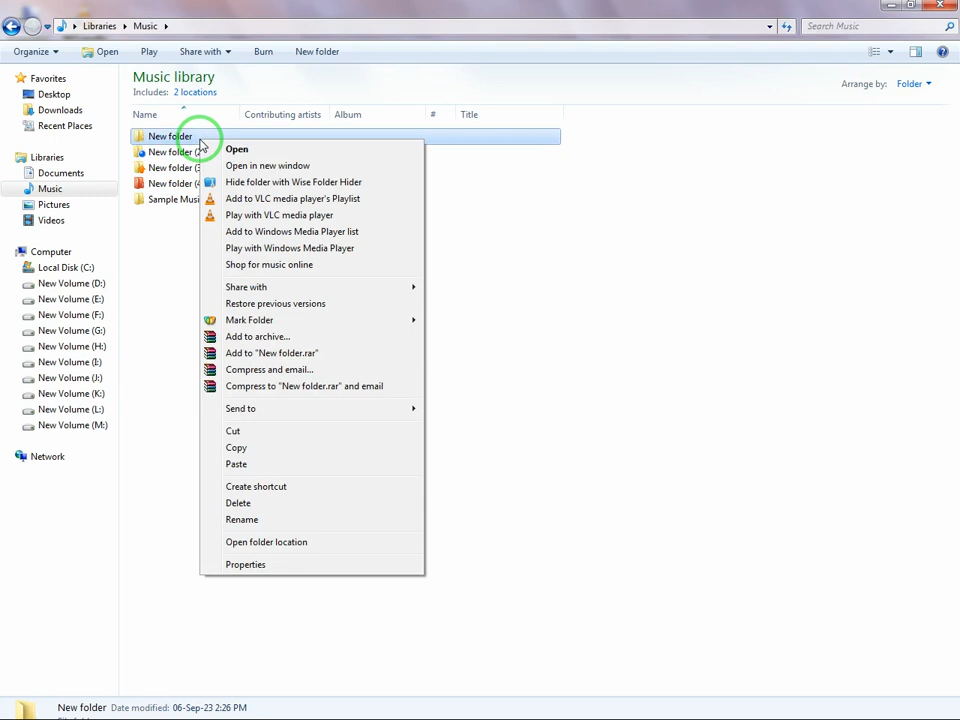 Libraries
Music
Search Music
Organize
Open
Play
Share with
Burn
New folder
Favorites
Desktop
Downloads
Recent Places
Libraries
Documents
Music
Pictures
Videos
Computer
Local Disk (C:)
New Volume (D:)
New Volume (E:)
New Volume (F:)
New Volume (G:)
New Volume (H:)
New Volume (I:)
New Volume (J:)
New Volume (K:)
New Volume (L:)
New Volume (M:)
Network
Music library
Includes: 2 locations
Arrange by: Folder
Name
Contributing artists
Album
#
Title
New folder
New folder (
New folder (
New folder (
Sample Musi
Open
Open in new window
Hide folder with Wise Folder Hider
Add to VLC media player's Playlist
Play with VLC media player
Add to Windows Media Player list
Play with Windows Media Player
Shop for music online
Share with
Restore previous versions
Mark Folder
Add to archive...
Add to "New folder.rar"
Compress and email...
Compress to "New folder.rar" and email
Send to
Cut
Copy
Paste
Create shortcut
Delete
Rename
Open folder location
Properties
New folder Date modified: 06-Sep-23 2:26 PM